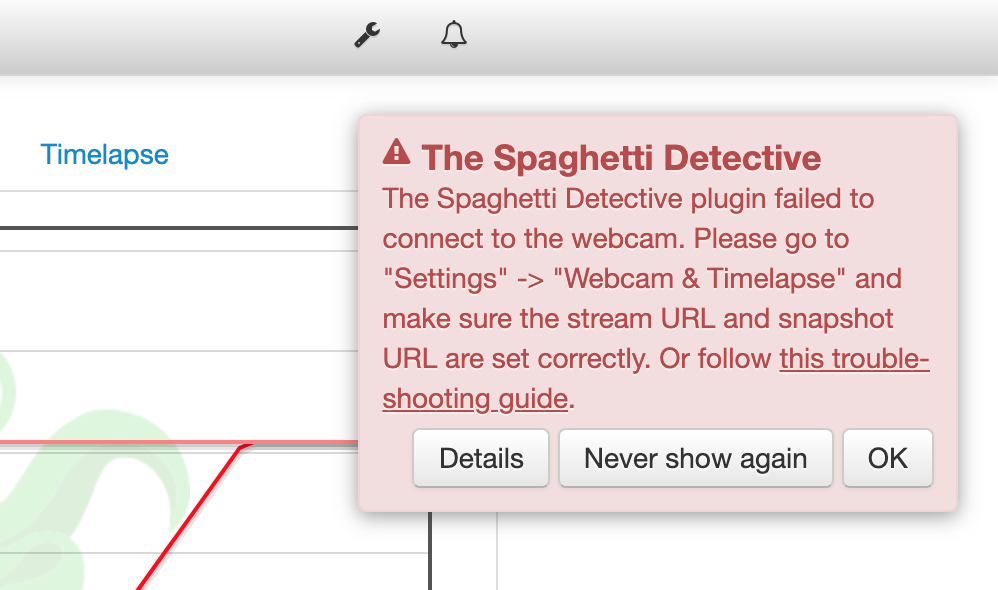 Timelapse
The Spaghetti Detective
The Spaghetti Detective plugin failed to
connect to the webcam. Please go to
"Settings" -> "Webcam & Timelapse" and
make sure the stream URL and snapshot
URL are set correctly. Or follow this trouble-
shooting guide.
Details Never show again OK